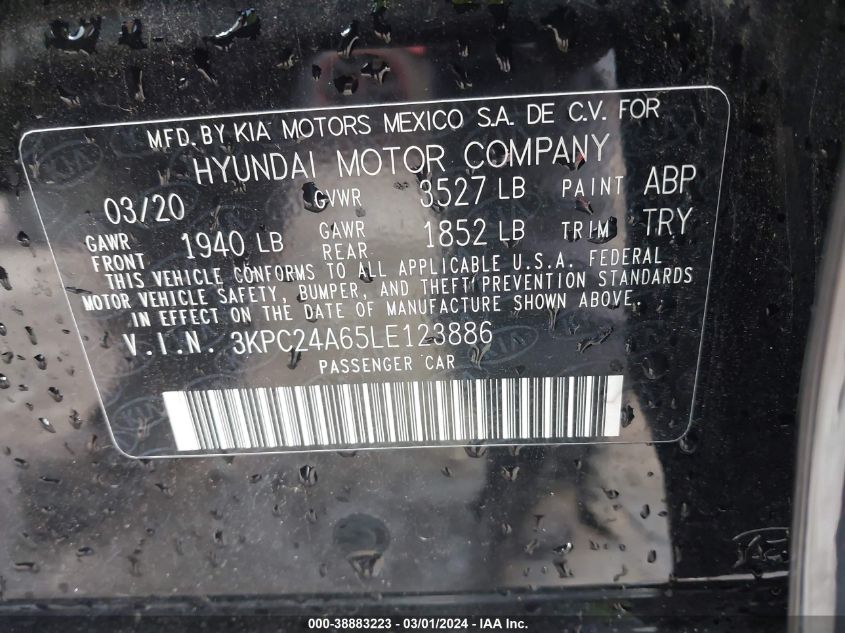 MFD. BY KIA MOTORS MEXICO S.A. DE C.V. FOR
HYUNDAI MOTOR COMPANY
03/20 GVWR 3527 LB PAINT ABP
GAWR FRONT 1940 LB GAWR REAR 1852 LB TRIM TRY
THIS VEHICLE CONFORMS TO ALL APPLICABLE U.S.A. FEDERAL
MOTOR VEHICLE SAFETY, BUMPER, AND THEFT PREVENTION STANDARDS
IN EFFECT ON THE DATE OF MANUFACTURE SHOWN ABOVE.
V.I.N. 3KPC24A65LE123886
PASSENGER CAR
000-38883223 - 03/01/2024 - IAA Inc.